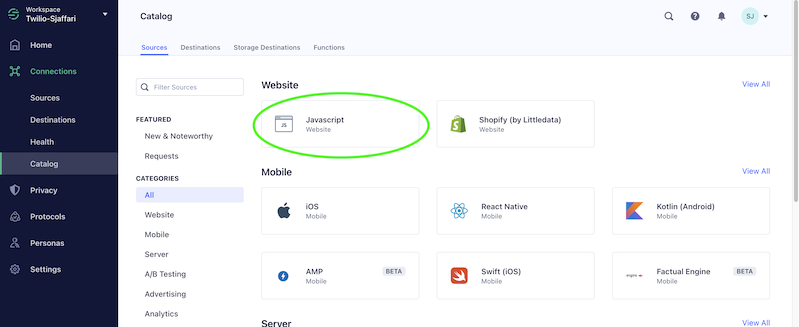 Workspace
Twilio-Sjaffari
Home
Connections
Sources
Destinations
Health
Catalog
Privacy
Protocols
Personas
Settings
Catalog
SJ
Sources
Destinations
Storage Destinations
Functions
Filter Sources
FEATURED
New & Noteworthy
Requests
CATEGORIES
All
Website
Mobile
Server
A/B Testing
Advertising
Analytics
Website
View All
JS
Javascript
Website
Shopify (by Littledata)
Website
Mobile
View All
iOS
Mobile
React Native
Mobile
Kotlin (Android)
Mobile
AMP
Mobile
BETA
Swift (iOS)
Mobile
engine
Factual Engine
Mobile
BETA
Server
View All